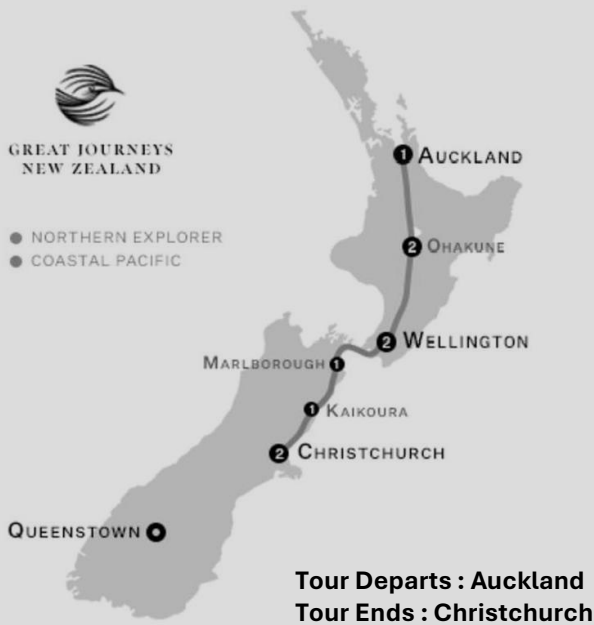 GREAT JOURNEYS
NEW ZEALAND
NORTHERN EXPLORER
COASTAL PACIFIC
1 AUCKLAND
2 OHAKUNE
2 WELLINGTON
MARLBOROUGH 1
1 KAIKOURA
2 CHRISTCHURCH
QUEENSTOWN
Tour Departs : Auckland
Tour Ends : Christchurch